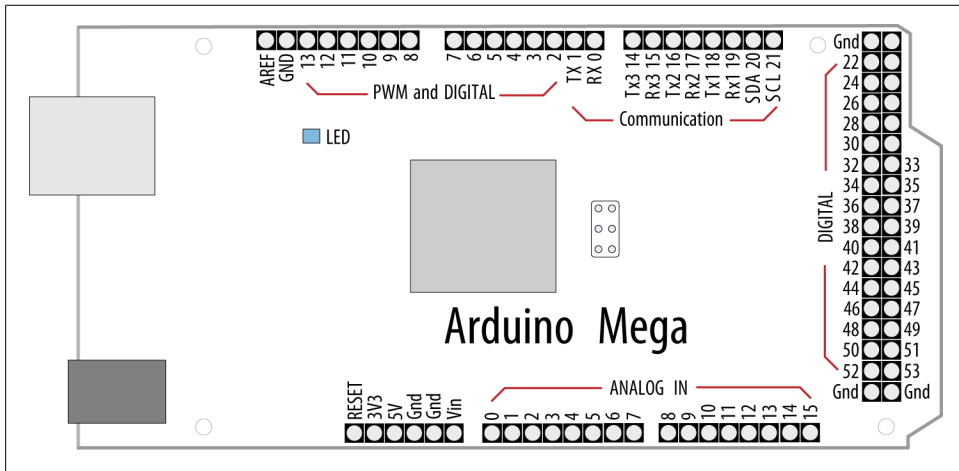 AREF GND 13 12 11 10 9 8 7 6 5 4 3 2 TX 1 RX 0 Tx3 14 Rx3 15 Tx2 16 Rx2 17 Tx1 18 Rx1 19 SDA 20 SCL 21
PWM and DIGITAL
Communication
LED
Gnd
22
24
26
28
30
32 33
34 35
36 37
38 39
40 41
42 43
44 45
46 47
48 49
50 51
52 53
Gnd Gnd
DIGITAL
Arduino Mega
ANALOG IN
RESET 3V3 5V Gnd Gnd Vin 0 1 2 3 4 5 6 7 8 9 10 11 12 13 14 15